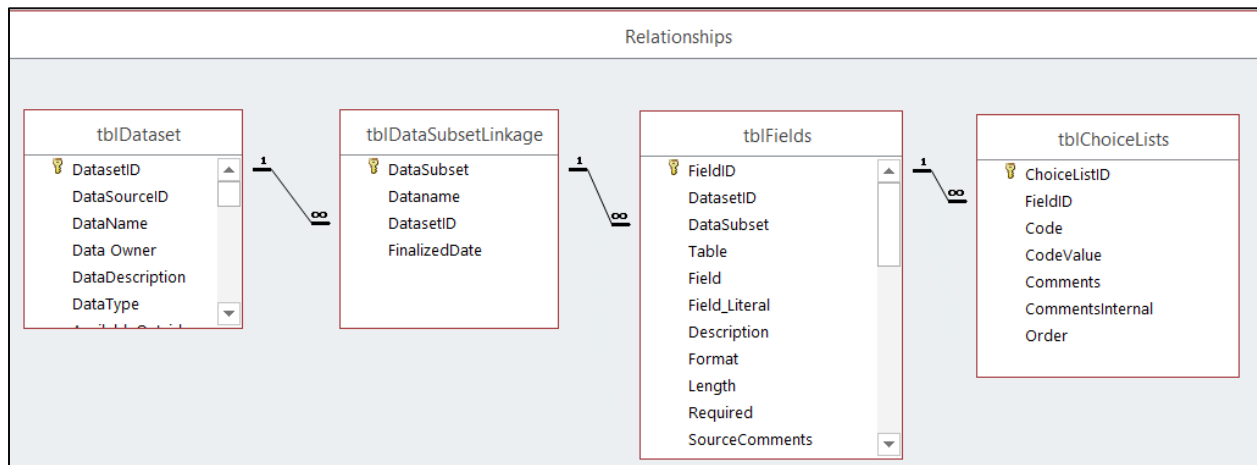 Relationships
tblDataset
DatasetID
DataSourceID
DataName
Data Owner
DataDescription
DataType
1
∞
tblDataSubsetLinkage
DataSubset
Dataname
DatasetID
FinalizedDate
1
∞
tblFields
FieldID
DatasetID
DataSubset
Table
Field
Field_Literal
Description
Format
Length
Required
SourceComments
1
∞
tblChoiceLists
ChoiceListID
FieldID
Code
CodeValue
Comments
CommentsInternal
Order